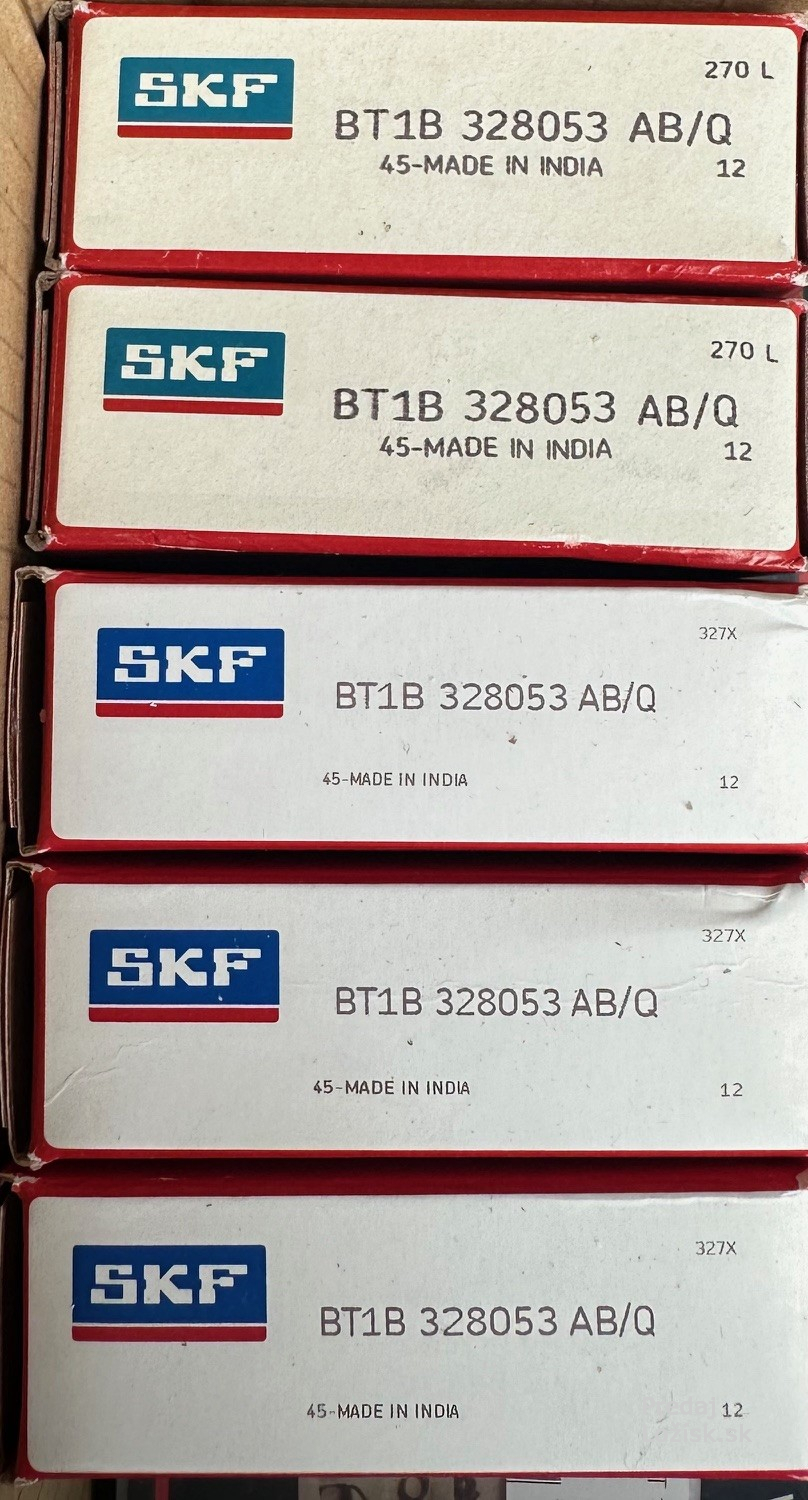 SKF
270 L
BT1B 328053 AB/Q
45-MADE IN INDIA 12
SKF
270 L
BT1B 328053 AB/Q
45-MADE IN INDIA 12
SKF
327X
BT1B 328053 AB/Q
45-MADE IN INDIA 12
SKF
327X
BT1B 328053 AB/Q
45-MADE IN INDIA 12
SKF
327X
BT1B 328053 AB/Q
45-MADE IN INDIA 12